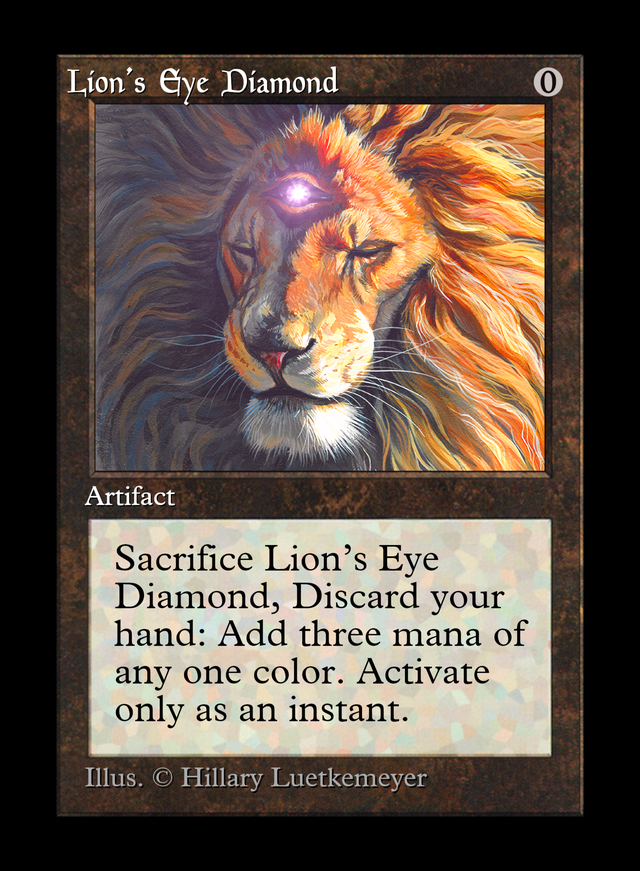 Lion's Eye Diamond 0
Artifact
Sacrifice Lion's Eye
Diamond, Discard your
hand: Add three mana of
any one color. Activate
only as an instant.
Illus. © Hillary Luetkemeyer